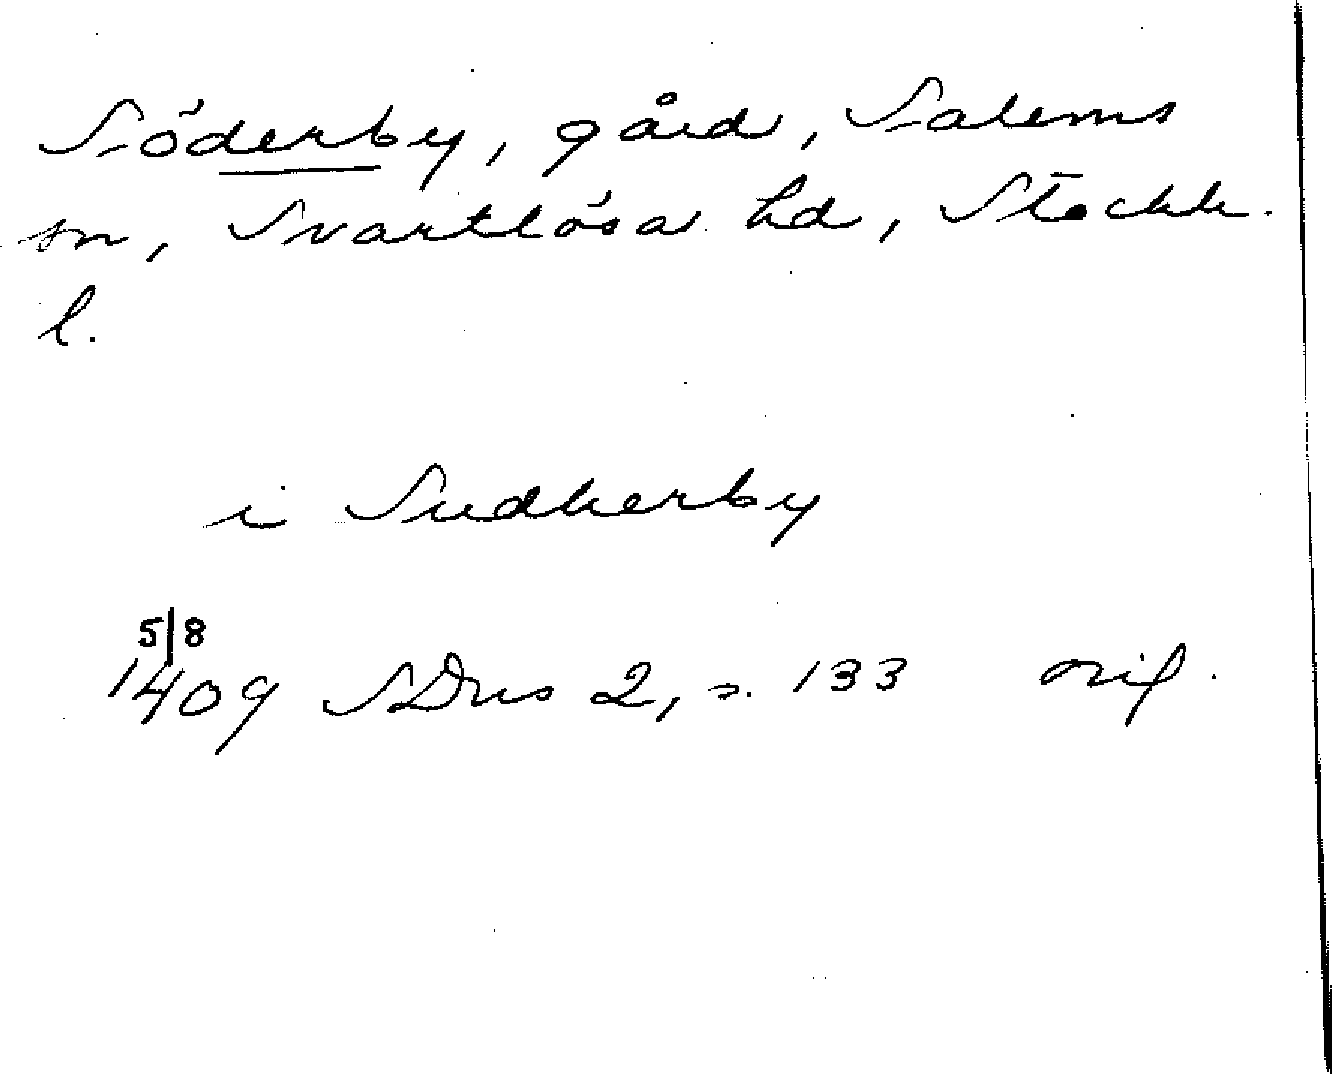 Söderby, gård, Salems
sn, Svartlösa hd, Stockh.
l.
i Sudherby
5/8
1409 SDns 2, s. 133 orig.